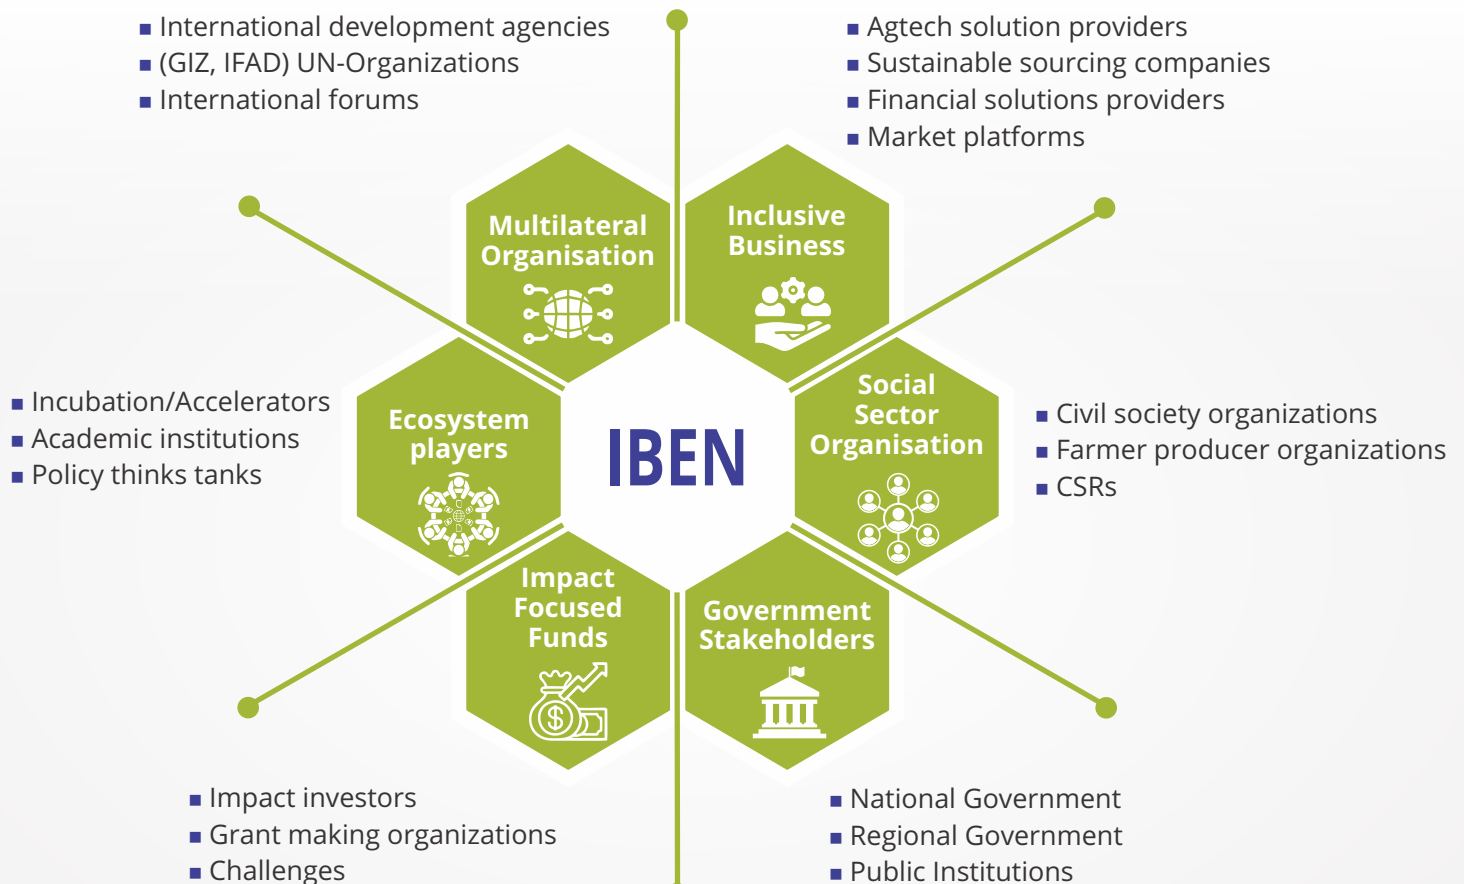 ■ International development agencies
■ (GIZ, IFAD) UN-Organizations
■ International forums
■ Agtech solution providers
■ Sustainable sourcing companies
■ Financial solutions providers
■ Market platforms
Multilateral
Organisation
Inclusive
Business
■ Incubation/Accelerators
■ Academic institutions
■ Policy thinks tanks
Ecosystem
players
IBEN
Social
Sector
Organisation
■ Civil society organizations
■ Farmer producer organizations
■ CSRs
Impact
Focused
Funds
$
Government
Stakeholders
■ Impact investors
■ Grant making organizations
■ Challenges
■ National Government
■ Regional Government
■ Public Institutions